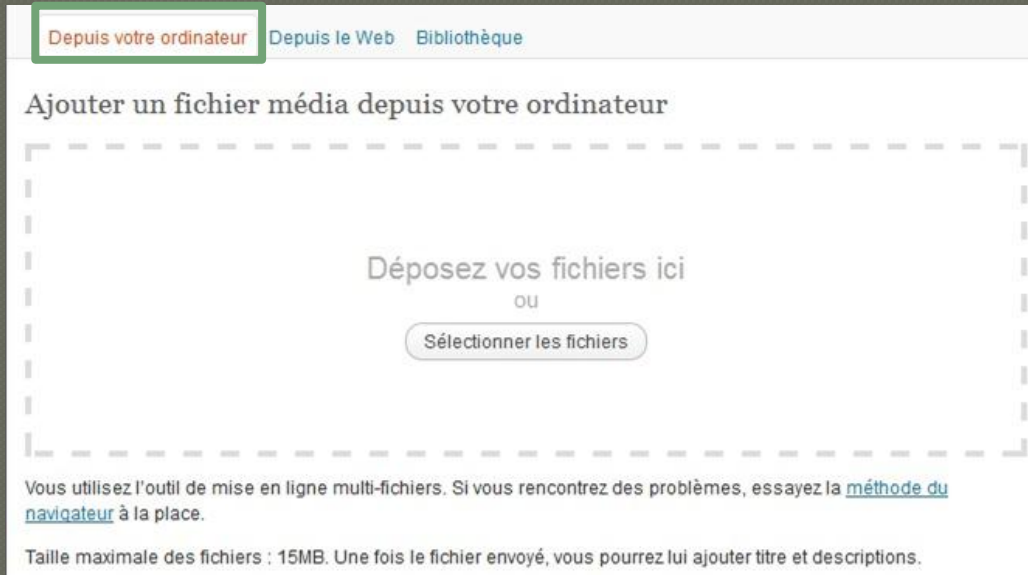 Depuis votre ordinateur Depuis le Web Bibliothèque
Ajouter un fichier média depuis votre ordinateur
Déposez vos fichiers ici
ou
Sélectionner les fichiers
Vous utilisez l'outil de mise en ligne multi-fichiers. Si vous rencontrez des problèmes, essayez la méthode du
navigateur à la place.
Taille maximale des fichiers : 15MB. Une fois le fichier envoyé, vous pourrez lui ajouter titre et descriptions.